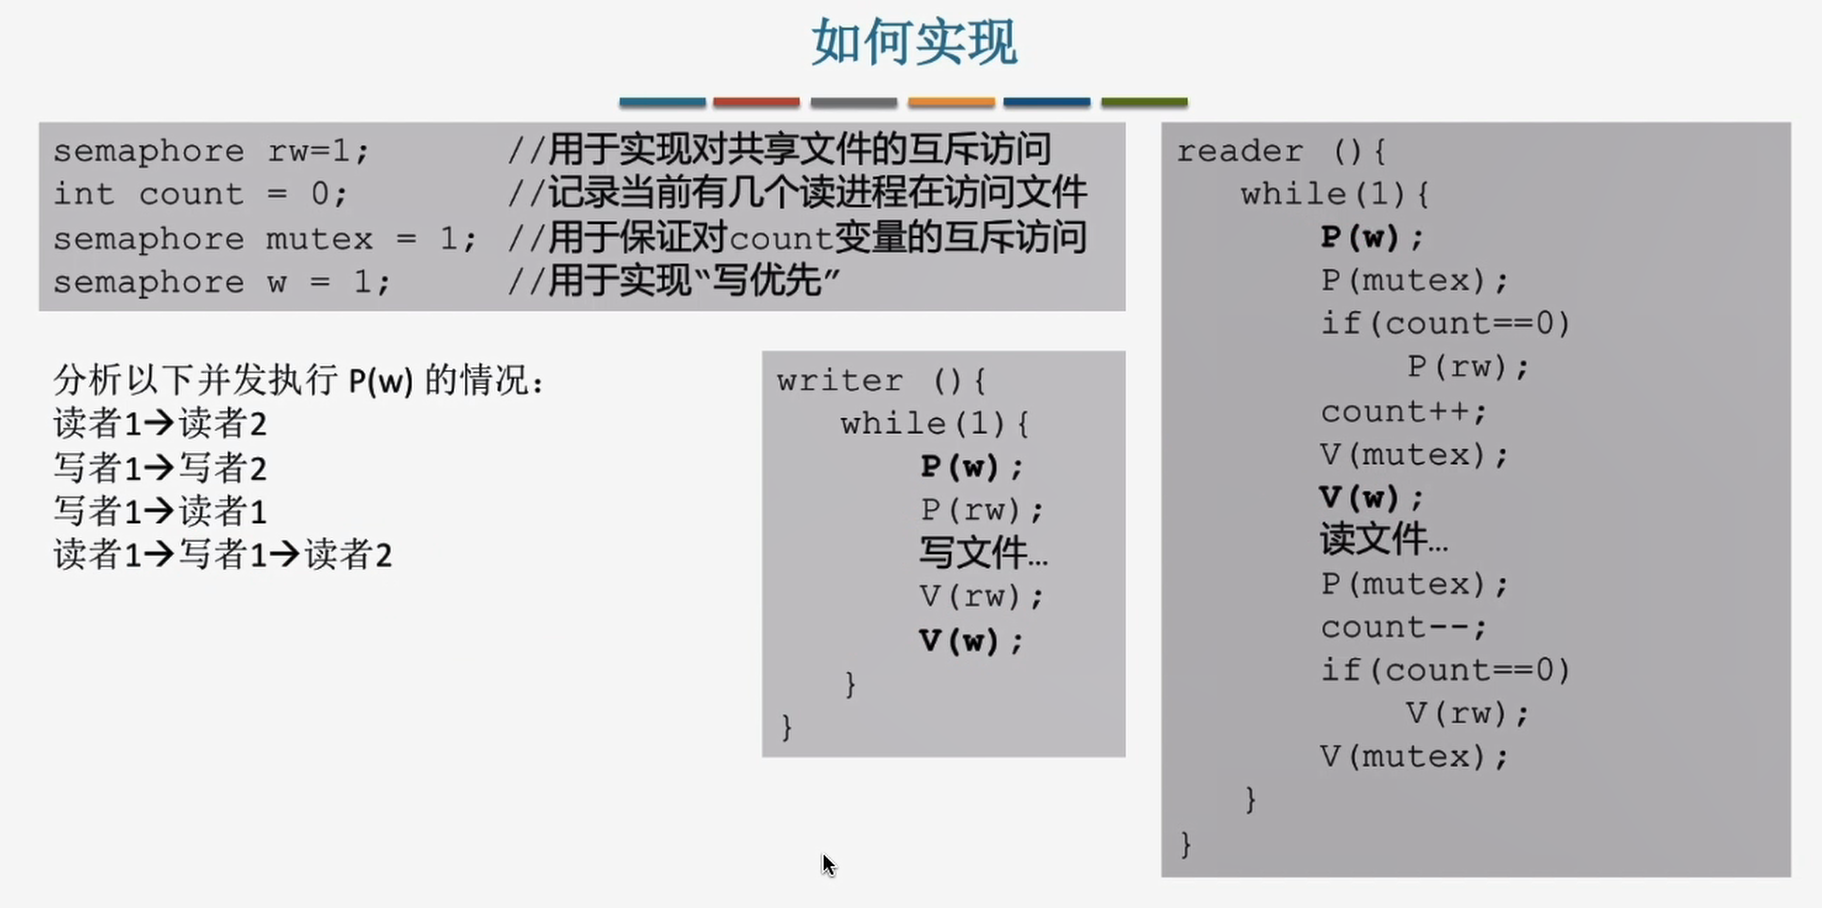 如何实现
semaphore rw=1; //用于实现对共享文件的互斥访问
int count = 0; //记录当前有几个读进程在访问文件
semaphore mutex = 1; //用于保证对count变量的互斥访问
semaphore w = 1; //用于实现“写优先”
分析以下并发执行 P(w) 的情况：
读者1→读者2
写者1→写者2
写者1→读者1
读者1→写者1→读者2
writer (){
while(1){
P(w);
P(rw);
写文件…
V(rw);
V(w);
}
}
reader (){
while(1){
P(w);
P(mutex);
if(count==0)
P(rw);
count++;
V(mutex);
V(w);
读文件…
P(mutex);
count--;
if(count==0)
V(rw);
V(mutex);
}
}